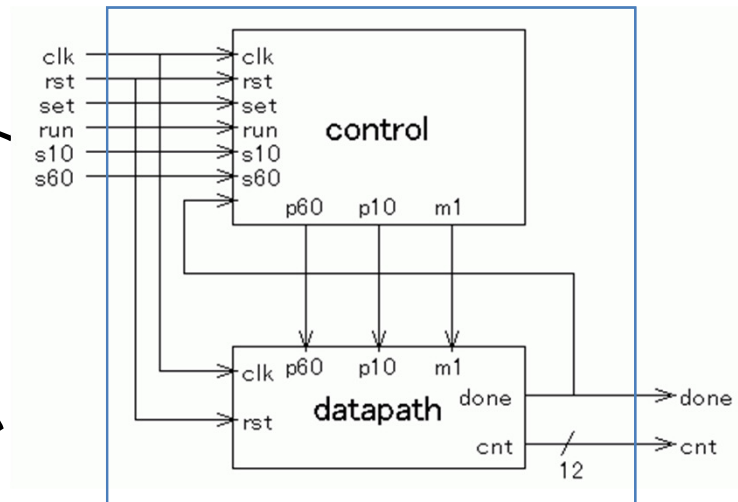 clk clk
rst rst
set set
run run
control
s10 s10
s60 s60
p60 p10 m1
clk p60 p10 m1
done done
datapath
rst
cnt cnt
12